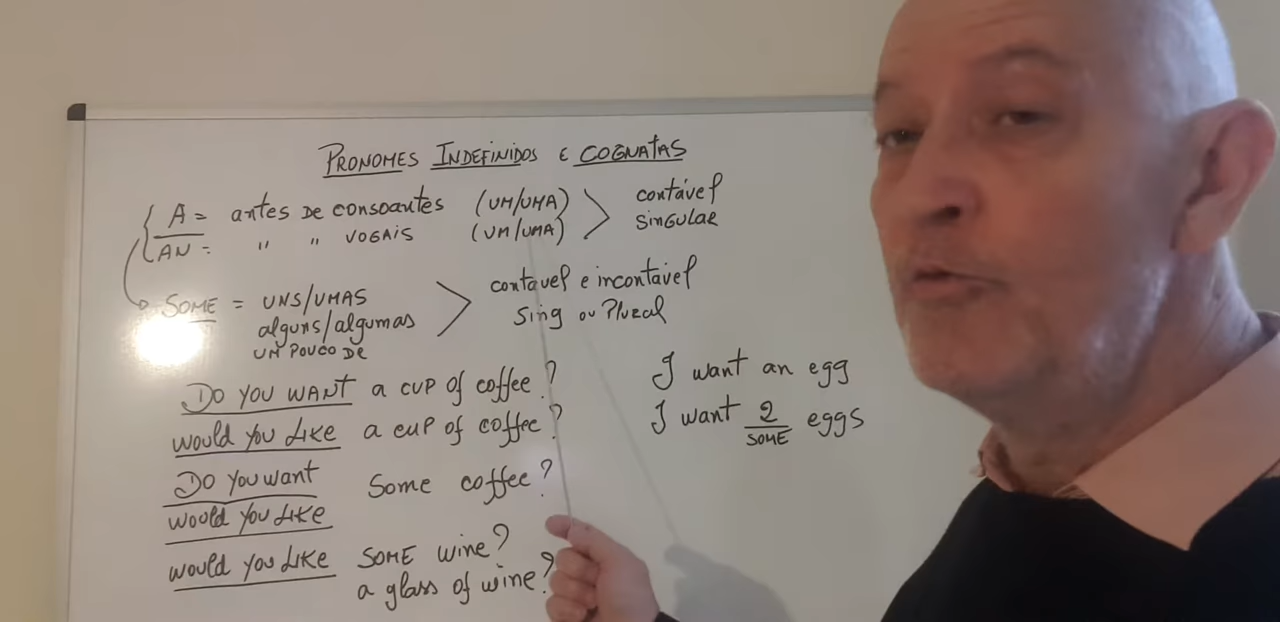 PRONOMES INDEFINIDOS E COGNATAS
A = antes DE consoantes (UM/UMA) > contável
AN = " " VOGAIS (UM/UMA) singular
SOME = UNS/UMAS contavel e incontável
alguns/algumas > Sing ou Plural
UM POUCO DE
DO YOU WANT a cup of coffee?
would you Like a cup of coffee?
DO YOU want Some coffee?
would you Like
would you Like SOME wine?
a glass of wine?
I want an egg
I want 2 eggs
SOME